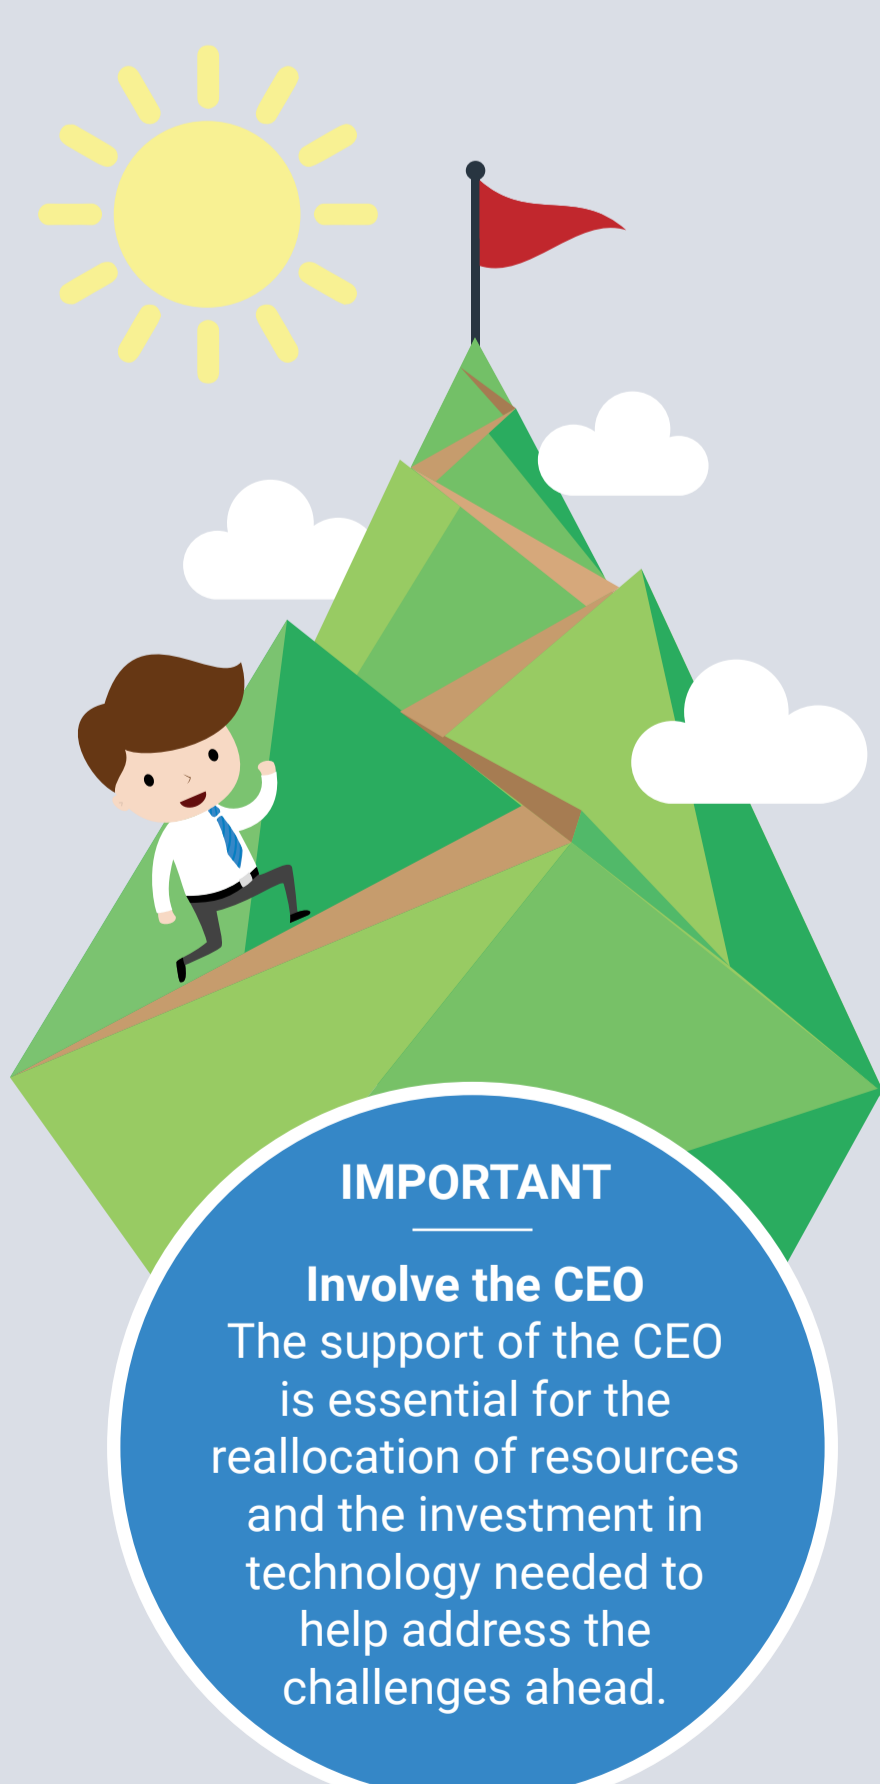 IMPORTANT
Involve the CEO
The support of the CEO
is essential for the
reallocation of resources
and the investment in
technology needed to
help address the
challenges ahead.